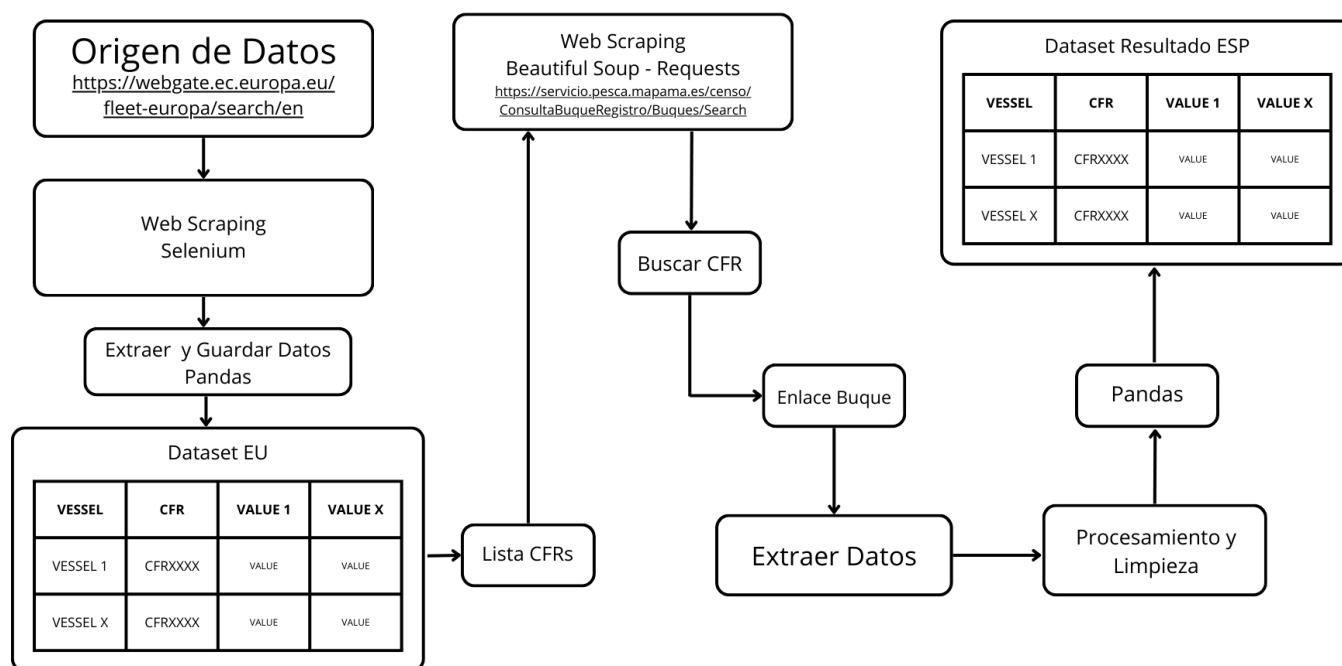 Origen de Datos
https://webgate.ec.europa.eu/
fleet-europa/search/en
Web Scraping
Selenium
Extraer y Guardar Datos
Pandas
Dataset EU
VESSEL CFR VALUE 1 VALUE X
VESSEL 1 CFRXXXX VALUE VALUE
VESSEL X CFRXXXX VALUE VALUE
Lista CFRs
Web Scraping
Beautiful Soup - Requests
https://servicio.pesca.mapama.es/censo/
ConsultaBuqueRegistro/Buques/Search
Buscar CFR
Enlace Buque
Extraer Datos
Procesamiento y
Limpieza
Pandas
Dataset Resultado ESP
VESSEL CFR VALUE 1 VALUE X
VESSEL 1 CFRXXXX VALUE VALUE
VESSEL X CFRXXXX VALUE VALUE